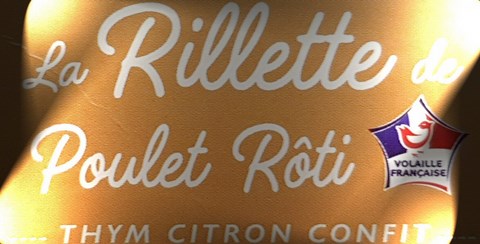 La Rillette de
Poulet Rôti
VOLAILLE
FRANÇAISE
THYM CITRON CONFIT